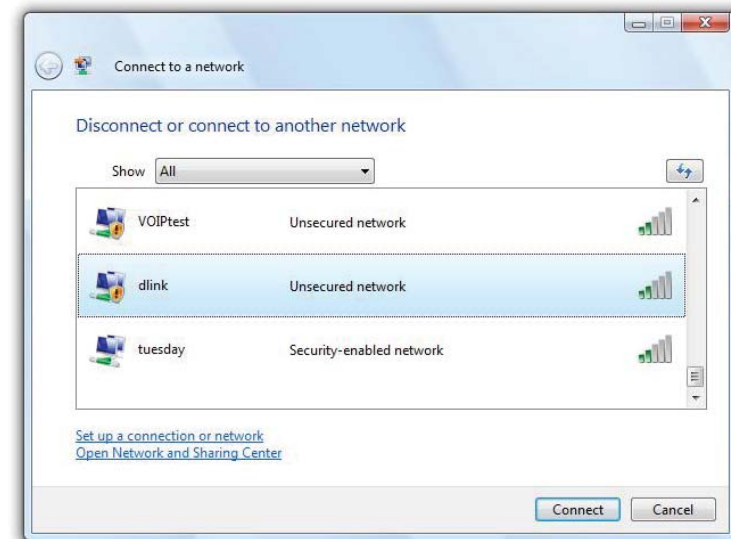 Connect to a network
Disconnect or connect to another network
Show All
VOIPtest Unsecured network
dlink Unsecured network
tuesday Security-enabled network
Set up a connection or network
Open Network and Sharing Center
Connect Cancel